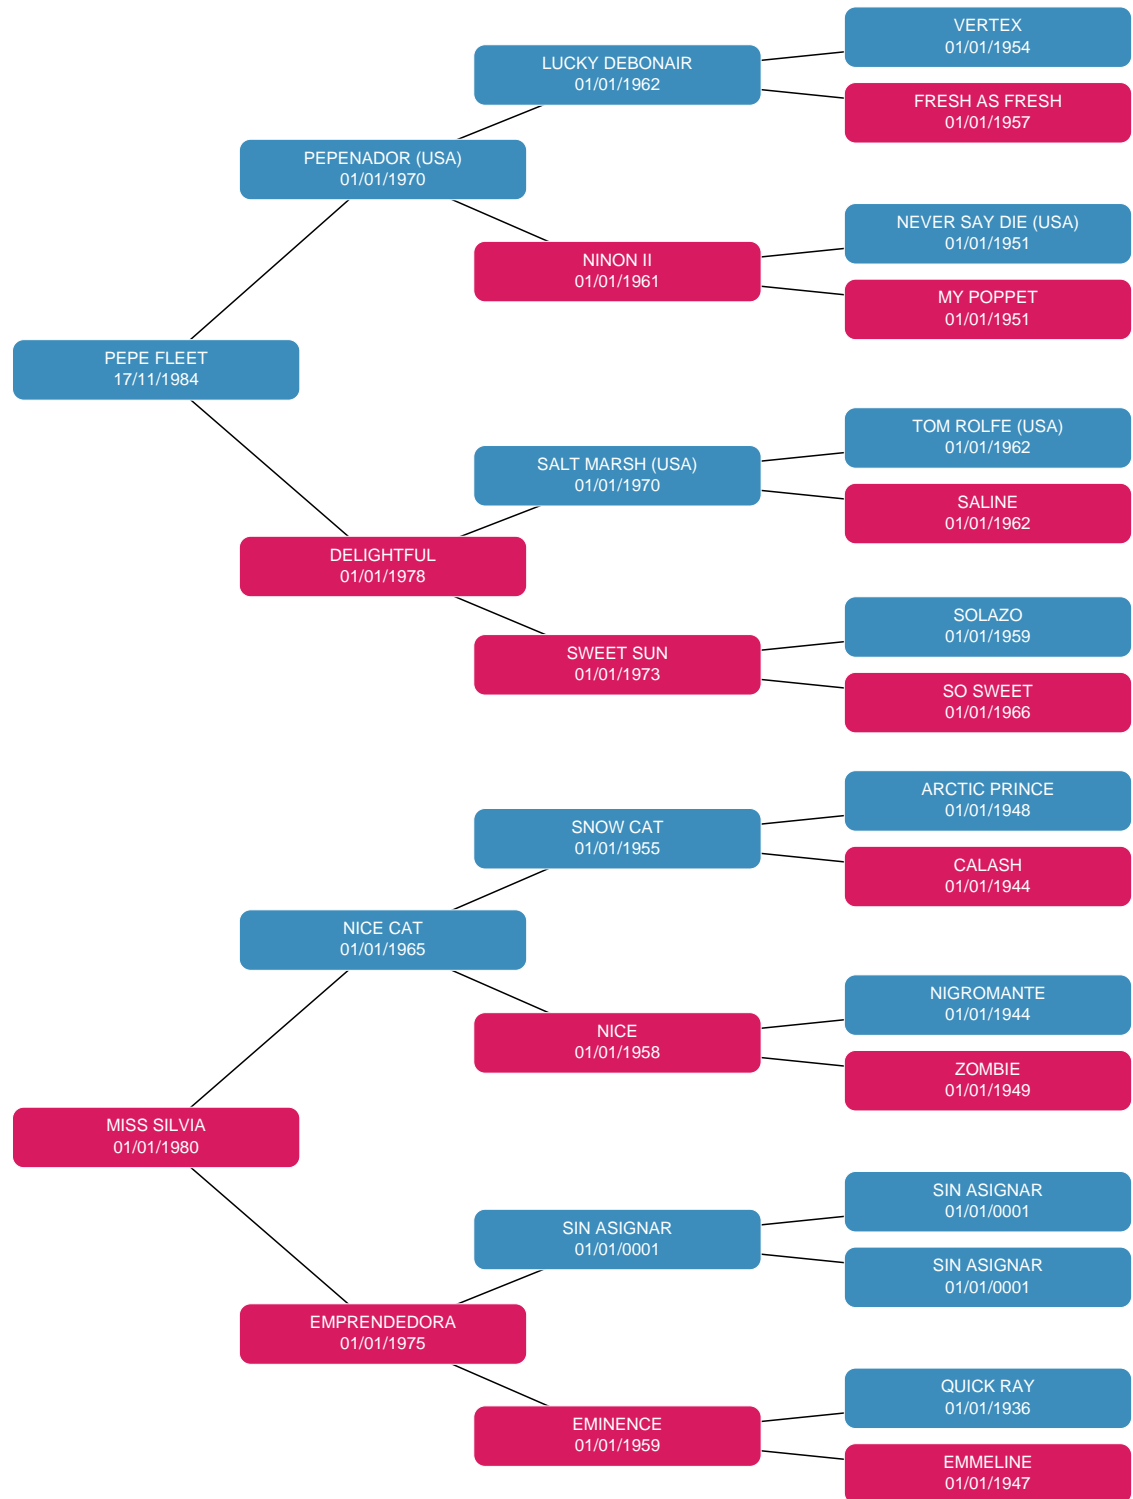 VERTEX
01/01/1954
LUCKY DEBONAIR
01/01/1962
FRESH AS FRESH
01/01/1957
PEPENADOR (USA)
01/01/1970
NEVER SAY DIE (USA)
01/01/1951
NINON II
01/01/1961
MY POPPET
01/01/1951
PEPE FLEET
17/11/1984
TOM ROLFE (USA)
01/01/1962
SALT MARSH (USA)
01/01/1970
SALINE
01/01/1962
DELIGHTFUL
01/01/1978
SOLAZO
01/01/1959
SWEET SUN
01/01/1973
SO SWEET
01/01/1966
ARCTIC PRINCE
01/01/1948
SNOW CAT
01/01/1955
CALASH
01/01/1944
NICE CAT
01/01/1965
NIGROMANTE
01/01/1944
NICE
01/01/1958
ZOMBIE
01/01/1949
MISS SILVIA
01/01/1980
SIN ASIGNAR
01/01/0001
SIN ASIGNAR
01/01/0001
SIN ASIGNAR
01/01/0001
EMPRENDEDORA
01/01/1975
QUICK RAY
01/01/1936
EMINENCE
01/01/1959
EMMELINE
01/01/1947